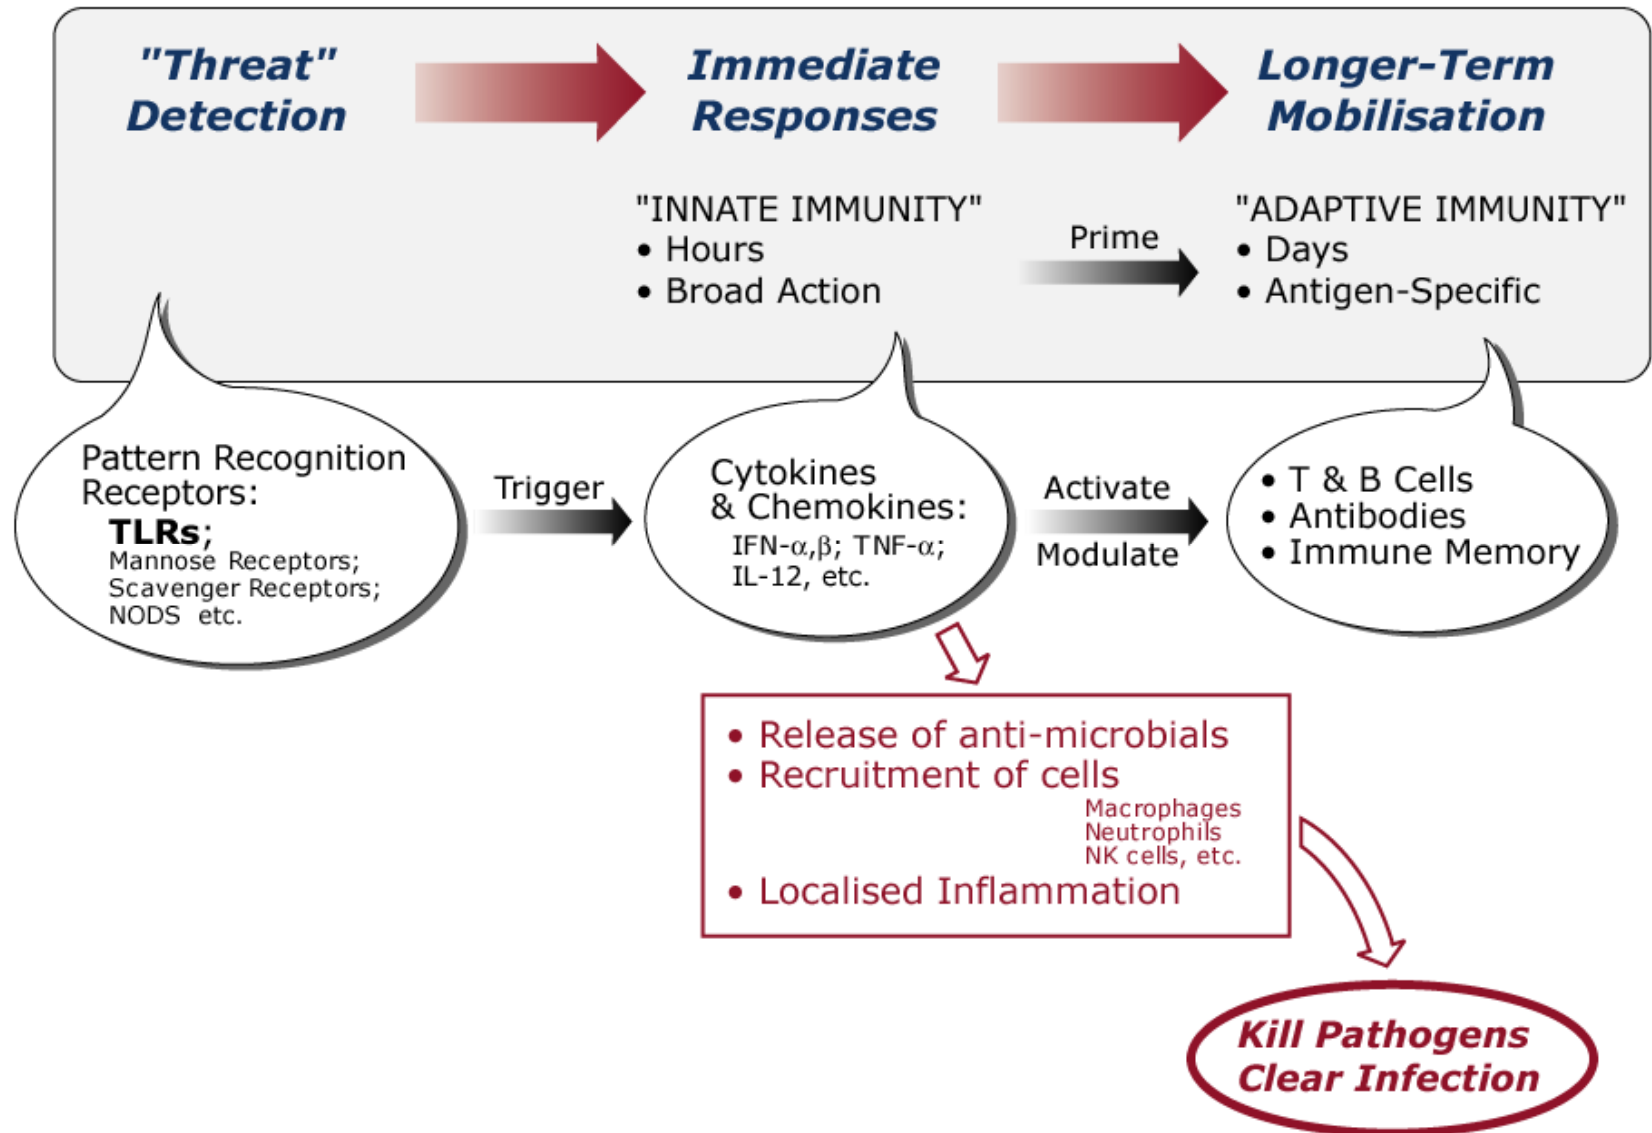 "Threat"
Detection
Immediate
Responses
Longer-Term
Mobilisation
"INNATE IMMUNITY"
• Hours
• Broad Action
Prime
"ADAPTIVE IMMUNITY"
• Days
• Antigen-Specific
Pattern Recognition
Receptors:
TLRs;
Mannose Receptors;
Scavenger Receptors;
NODS etc.
Trigger
Cytokines
& Chemokines:
IFN-α,β; TNF-α;
IL-12, etc.
Activate
Modulate
• T & B Cells
• Antibodies
• Immune Memory
• Release of anti-microbials
• Recruitment of cells
Macrophages
Neutrophils
NK cells, etc.
• Localised Inflammation
Kill Pathogens
Clear Infection